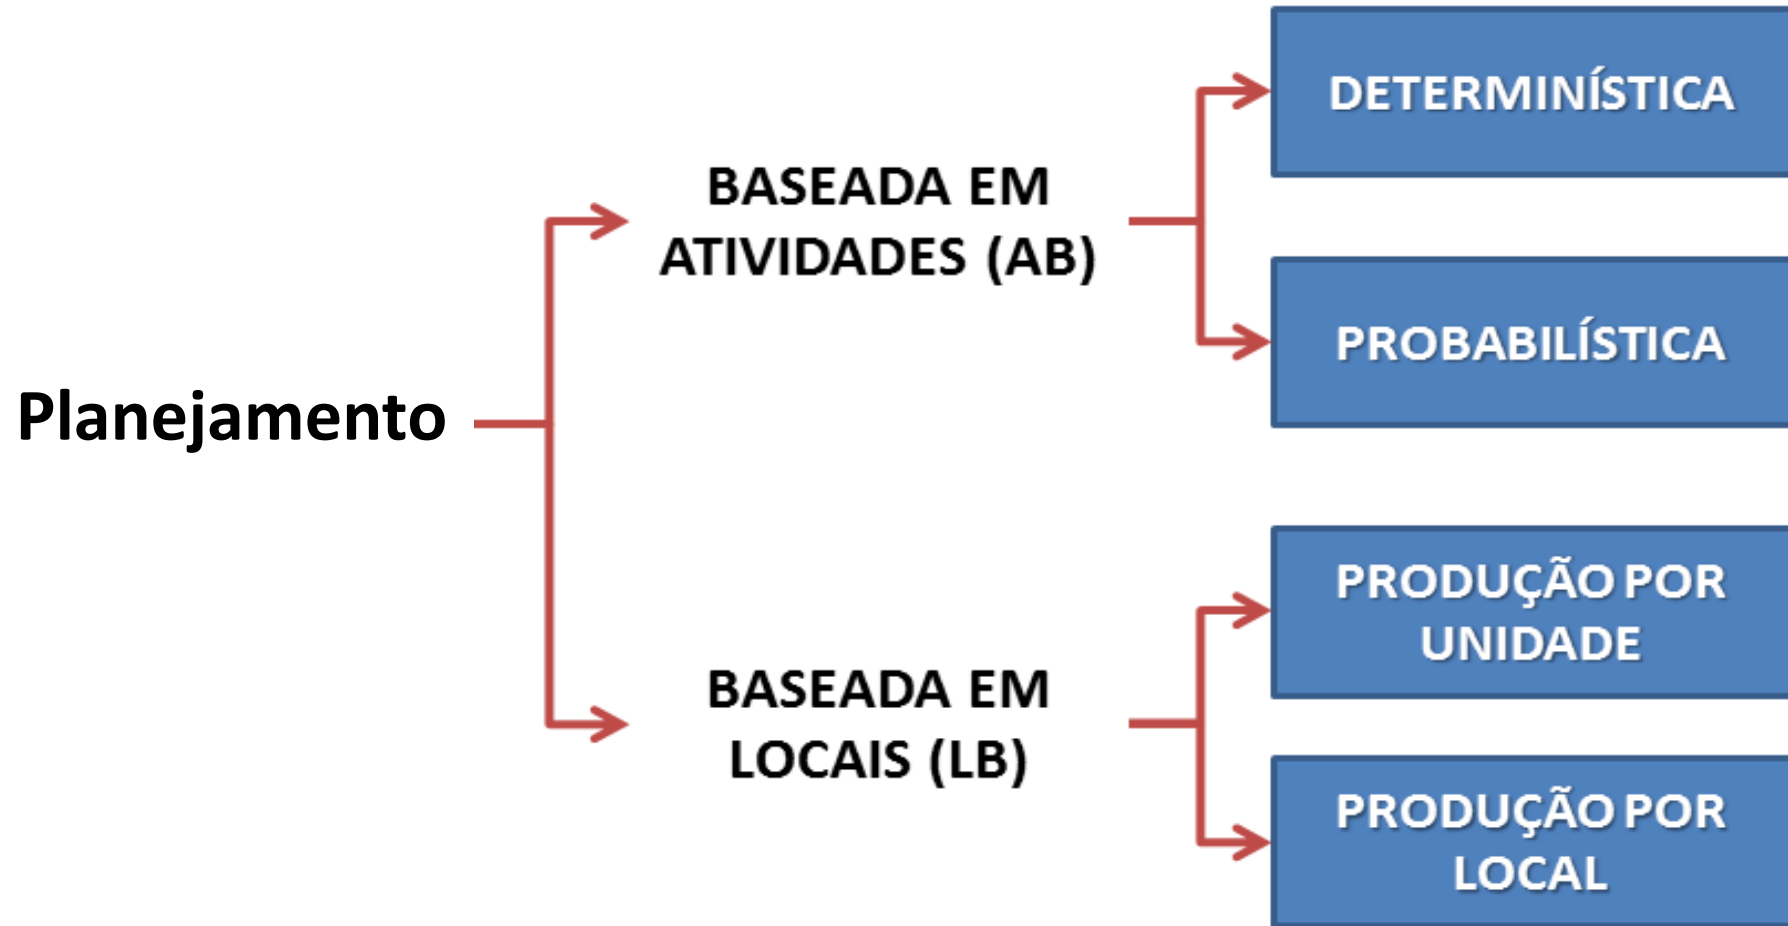 Planejamento
BASEADA EM
ATIVIDADES (AB)
DETERMINÍSTICA
PROBABILÍSTICA
BASEADA EM
LOCAIS (LB)
PRODUÇÃO POR
UNIDADE
PRODUÇÃO POR
LOCAL